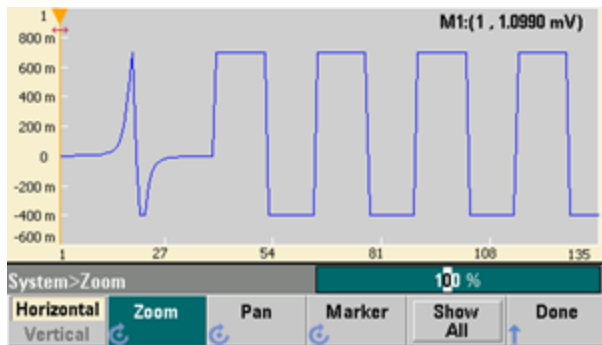 1
M1:(1 , 1.0990 mV)
800 m
600 m
400 m
200 m
0
-200 m
-400 m
-600 m
1 27 54 81 108 135
System>Zoom 100 %
Horizontal Zoom Pan Marker Show All Done
Vertical